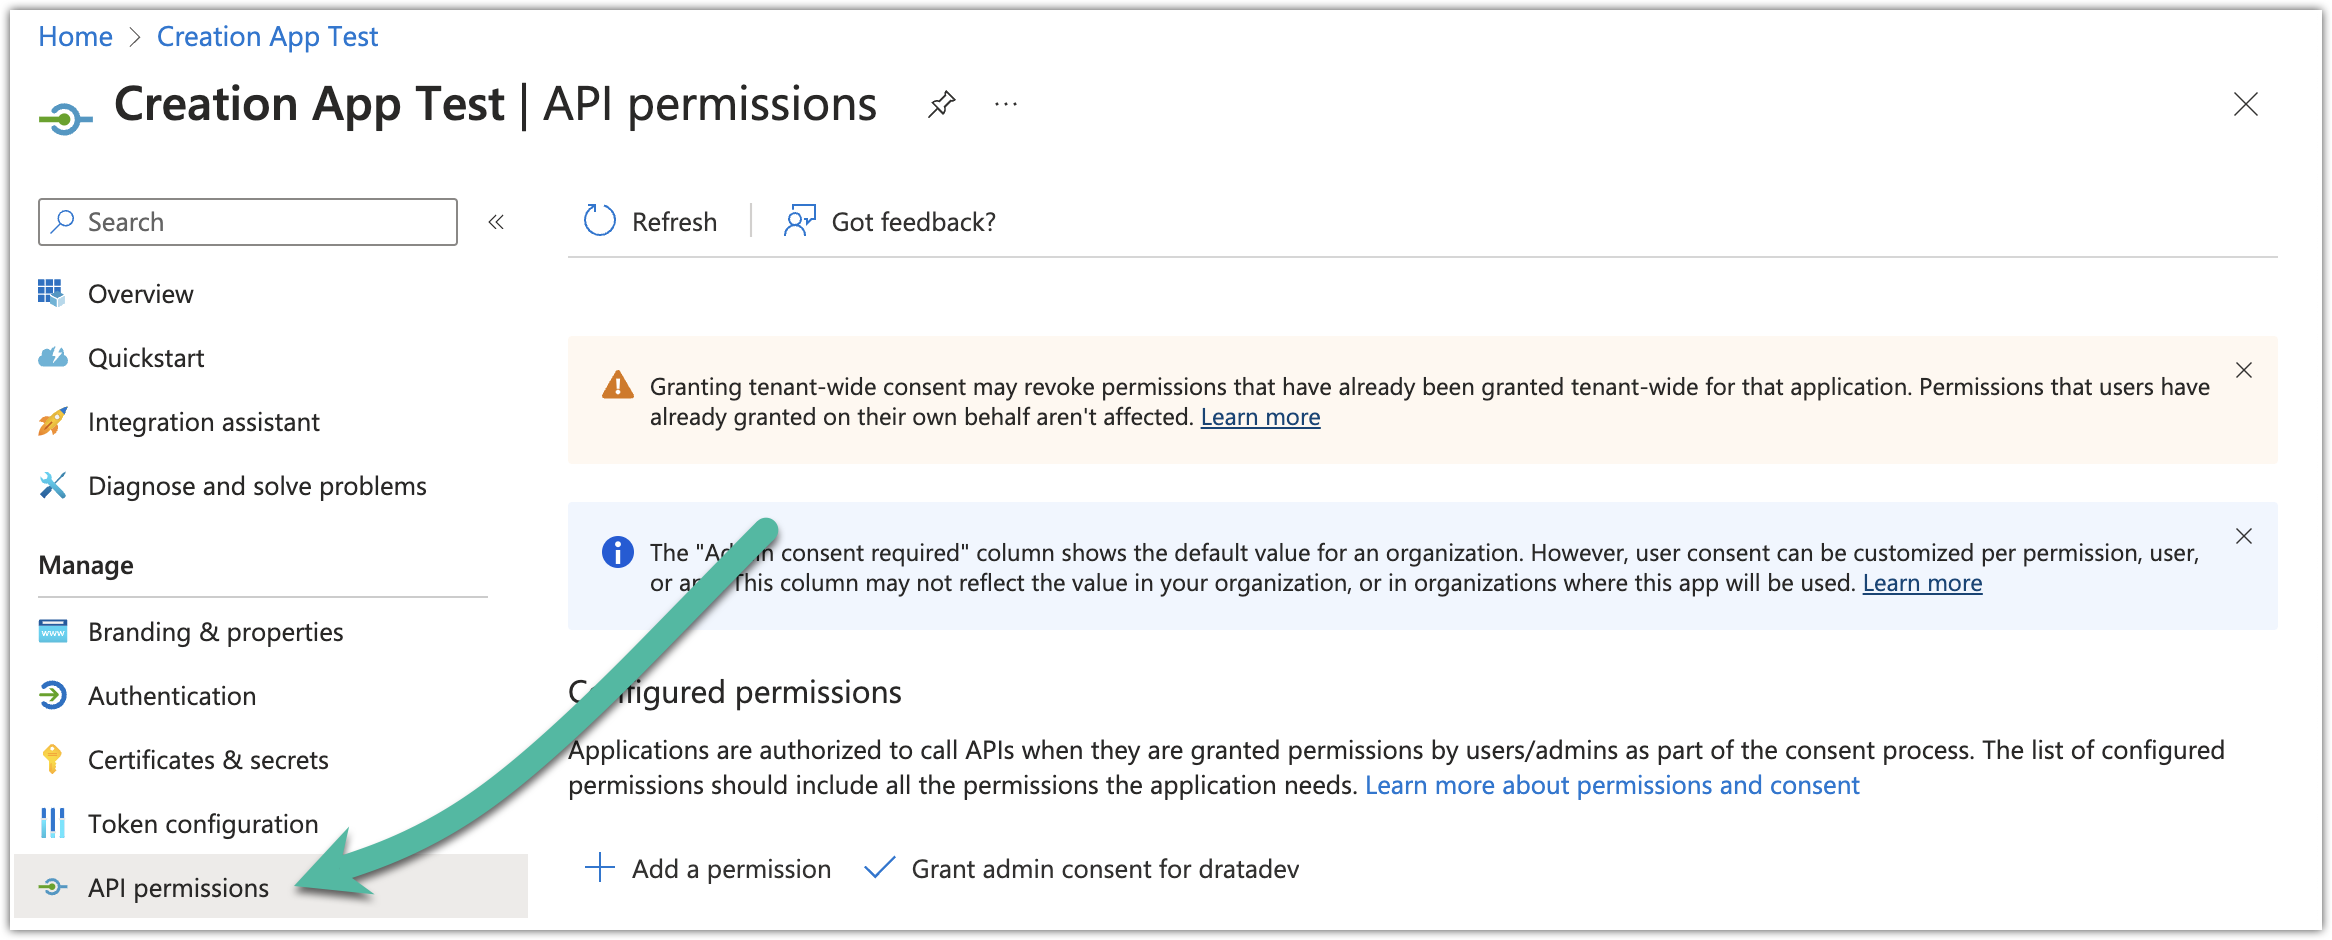 Home > Creation App Test
Creation App Test | API permissions
Search
Refresh
Got feedback?
Overview
Quickstart
Integration assistant
Diagnose and solve problems
Manage
Branding & properties
Authentication
Certificates & secrets
Token configuration
API permissions
Granting tenant-wide consent may revoke permissions that have already been granted tenant-wide for that application. Permissions that users have
already granted on their own behalf aren't affected. Learn more
The "Admin consent required" column shows the default value for an organization. However, user consent can be customized per permission, user,
or This column may not reflect the value in your organization, or in organizations where this app will be used. Learn more
Configured permissions
Applications are authorized to call APIs when they are granted permissions by users/admins as part of the consent process. The list of configured
permissions should include all the permissions the application needs. Learn more about permissions and consent
Add a permission
Grant admin consent for dratadev